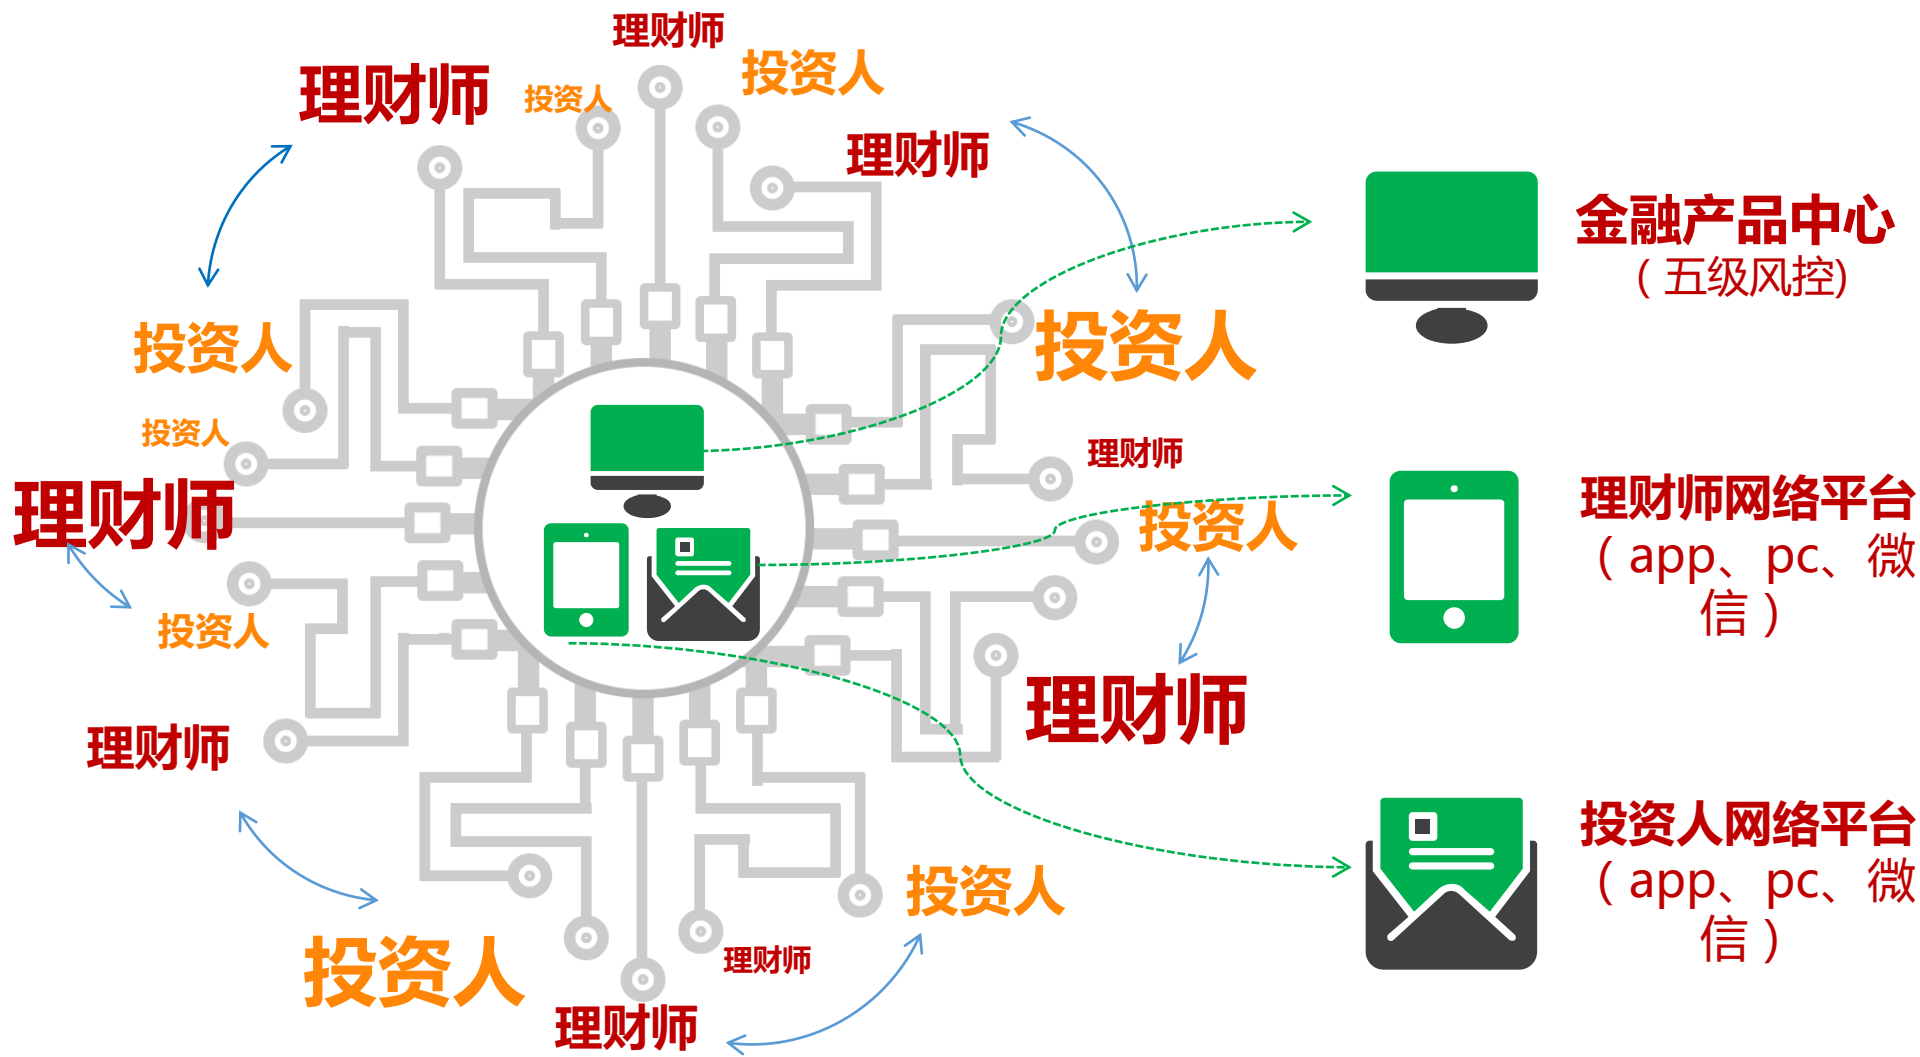 理财师
投资人
理财师
投资人
理财师
金融产品中心
（五级风控)
投资人
投资人
投资人
理财师
理财师
投资人
理财师网络平台
（app、pc、微
信）
投资人
理财师
理财师
投资人网络平台
（app、pc、微
信）
投资人
投资人
理财师
理财师